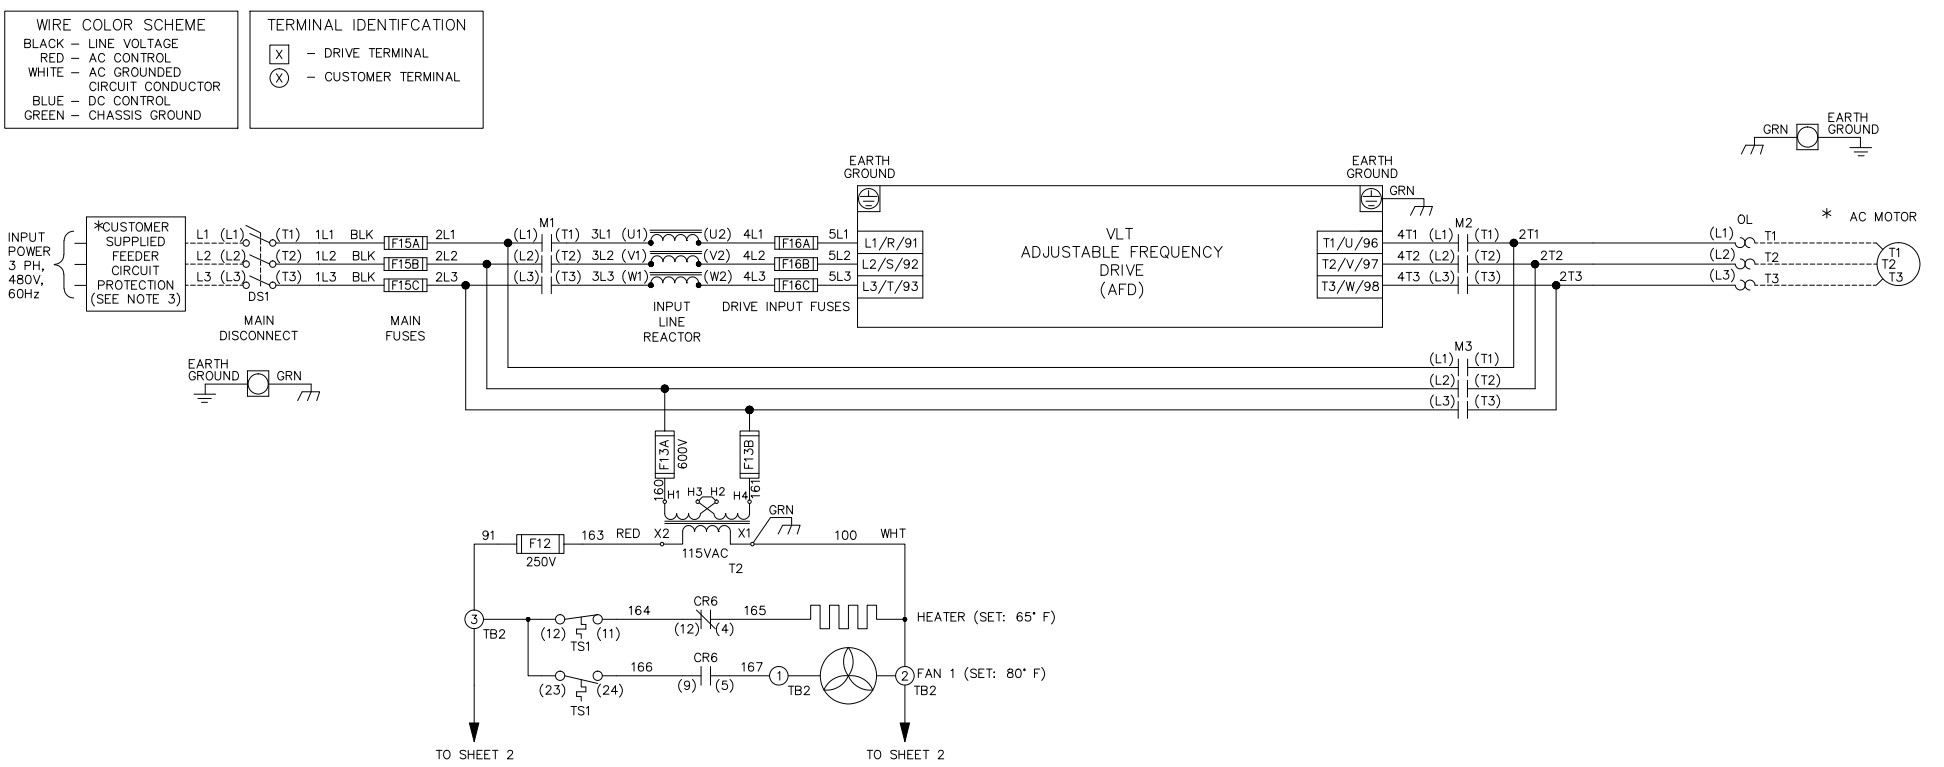 WIRE COLOR SCHEME
BLACK – LINE VOLTAGE
RED – AC CONTROL
WHITE – AC GROUNDED
CIRCUIT CONDUCTOR
BLUE – DC CONTROL
GREEN – CHASSIS GROUND
TERMINAL IDENTIFCATION
X – DRIVE TERMINAL
X – CUSTOMER TERMINAL
GRN
EARTH
GROUND
INPUT
POWER
3 PH,
480V,
60Hz
*CUSTOMER
SUPPLIED
FEEDER
CIRCUIT
PROTECTION
(SEE NOTE 3)
L1 (L1) (T1) 1L1 BLK F15A 2L1
L2 (L2) (T2) 1L2 BLK F15B 2L2
L3 (L3) (T3) 1L3 BLK F15C 2L3
DS1
MAIN
DISCONNECT
MAIN
FUSES
M1
(L1) (T1) 3L1 (U1) (U2) 4L1 F16A 5L1
(L2) (T2) 3L2 (V1) (V2) 4L2 F16B 5L2
(L3) (T3) 3L3 (W1) (W2) 4L3 F16C 5L3
INPUT
LINE
REACTOR
DRIVE INPUT FUSES
EARTH
GROUND
L1/R/91
L2/S/92
L3/T/93
VLT
ADJUSTABLE FREQUENCY
DRIVE
(AFD)
EARTH
GROUND
GRN
T1/U/96
T2/V/97
T3/W/98
M2
4T1 (L1) (T1) 2T1
4T2 (L2) (T2) 2T2
4T3 (L3) (T3) 2T3
OL
(L1) T1
(L2) T2
(L3) T3
* AC MOTOR
T1
T2
T3
M3
(L1) (T1)
(L2) (T2)
(L3) (T3)
EARTH
GROUND
GRN
F13A
600V
F13B
160
161
H1 H3 H2 H4
GRN
91 F12 163 RED X2 X1 100 WHT
250V
115VAC
T2
3
TB2
(12) (11)
TS1
164
CR6
(12) (4)
165
HEATER (SET: 65° F)
(23) (24)
TS1
166
CR6
(9) (5)
167
1
TB2
2
TB2
FAN 1 (SET: 80° F)
TO SHEET 2
TO SHEET 2